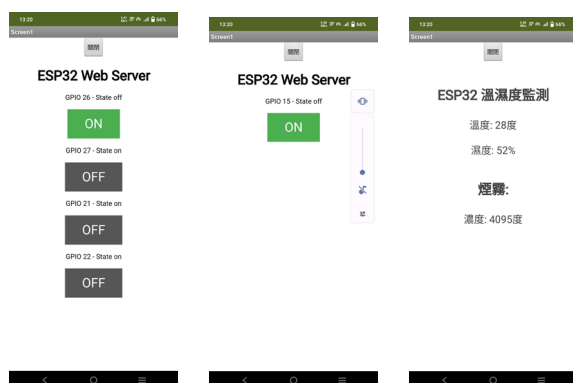 13:20
66%
Screen1
關閉
ESP32 Web Server
GPIO 26 - State off
ON
GPIO 27 - State on
OFF
GPIO 21 - State on
OFF
GPIO 22 - State on
OFF
13:20
66%
Screen1
關閉
ESP32 Web Server
GPIO 15 - State off
ON
13:20
66%
Screen1
關閉
ESP32 溫濕度監測
溫度: 28度
濕度: 52%
煙霧:
濃度: 4095度